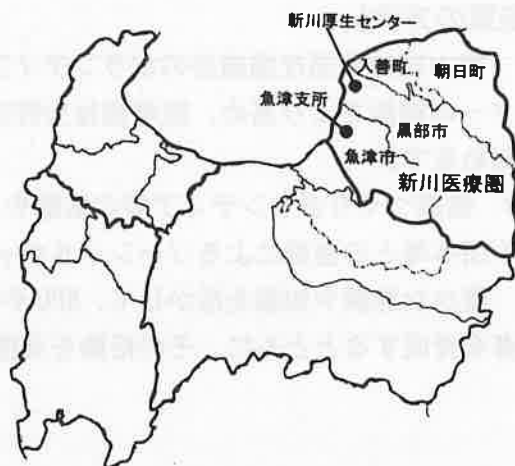 新川厚生センター
入善町
朝日町
魚津支所
黒部市
魚津市
新川医療圏